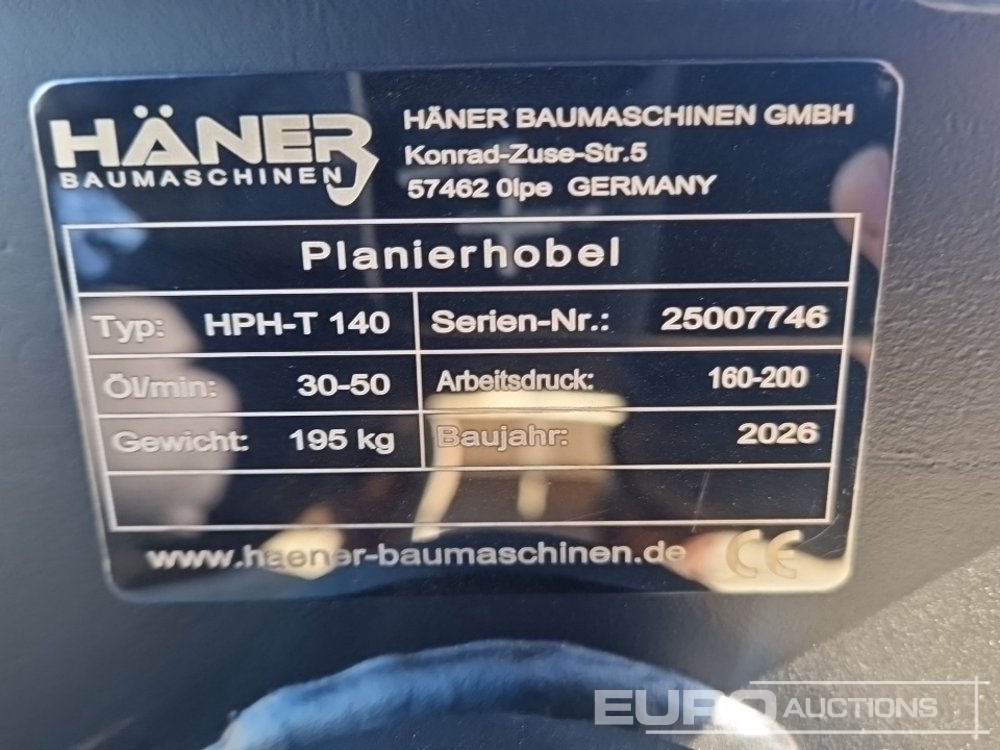 HÄNER
BAUMASCHINEN
HÄNER BAUMASCHINEN GMBH
Konrad-Zuse-Str.5
57462 Olpe GERMANY
Planierhobel
Typ: HPH-T 140 Serien-Nr.: 25007746
Öl/min: 30-50 Arbeitsdruck: 160-200
Gewicht: 195 kg Baujahr: 2026
www.haener-baumaschinen.de CE
EURO AUCTIONS